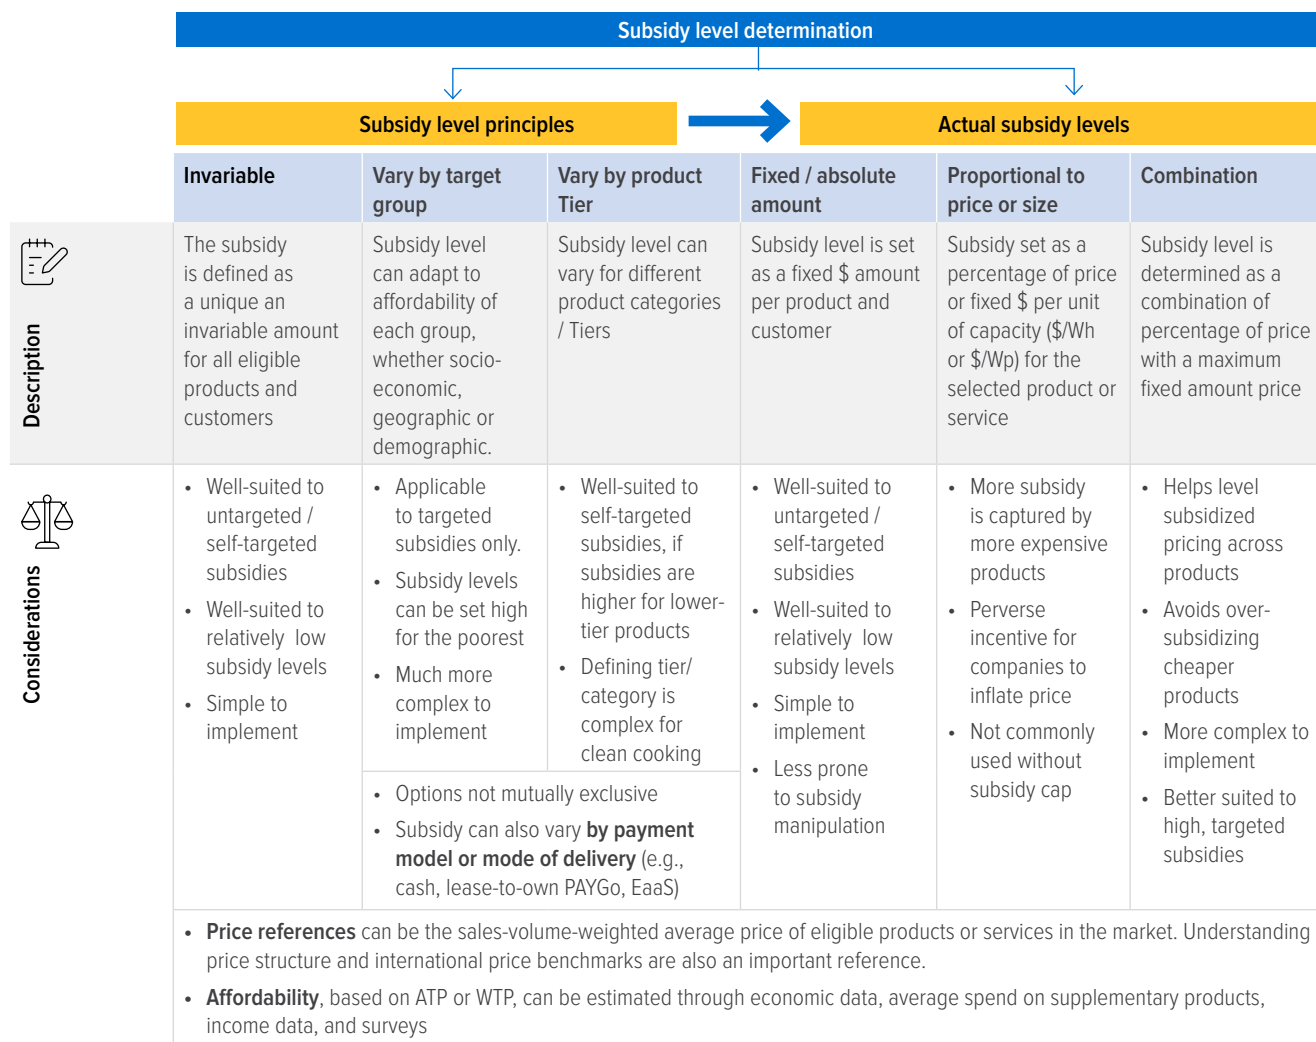 Subsidy level determination
Subsidy level principles
Actual subsidy levels
Invariable
Vary by target
group
Vary by product
Tier
Fixed / absolute
amount
Proportional to
price or size
Combination
Description
The subsidy
is defined as
a unique an
invariable amount
for all eligible
products and
customers
Subsidy level
can adapt to
affordability of
each group,
whether socio-
economic,
geographic or
demographic.
Subsidy level can
vary for different
product categories
/ Tiers
Subsidy level is set
as a fixed $ amount
per product and
customer
Subsidy set as a
percentage of price
or fixed $ per unit
of capacity ($/Wh
or $/Wp) for the
selected product or
service
Subsidy level is
determined as a
combination of
percentage of price
with a maximum
fixed amount price
Considerations
• Well-suited to
untargeted /
self-targeted
subsidies
• Well-suited to
relatively low
subsidy levels
• Simple to
implement
• Applicable
to targeted
subsidies only.
• Subsidy levels
can be set high
for the poorest
• Much more
complex to
implement
• Well-suited to
self-targeted
subsidies, if
subsidies are
higher for lower-
tier products
• Defining tier/
category is
complex for
clean cooking
• Options not mutually exclusive
• Subsidy can also vary by payment
model or mode of delivery (e.g.,
cash, lease-to-own PAYGo, EaaS)
• Well-suited to
untargeted /
self-targeted
subsidies
• Well-suited to
relatively low
subsidy levels
• Simple to
implement
• Less prone
to subsidy
manipulation
• More subsidy
is captured by
more expensive
products
• Perverse
incentive for
companies to
inflate price
• Not commonly
used without
subsidy cap
• Helps level
subsidized
pricing across
products
• Avoids over-
subsidizing
cheaper
products
• More complex to
implement
• Better suited to
high, targeted
subsidies
• Price references can be the sales-volume-weighted average price of eligible products or services in the market. Understanding
price structure and international price benchmarks are also an important reference.
• Affordability, based on ATP or WTP, can be estimated through economic data, average spend on supplementary products,
income data, and surveys